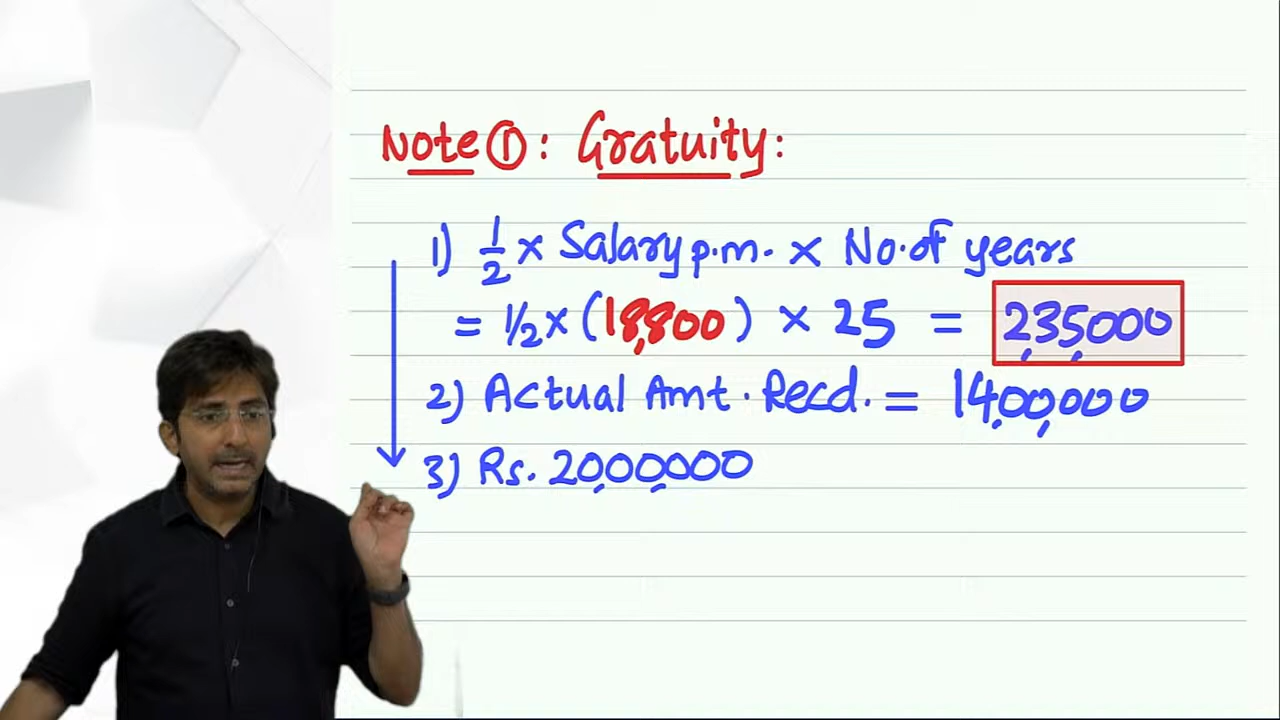 Note ①: Gratuity:
1) 1/2 x Salary p.m. x No. of years
= 1/2 x (18,800) x 25 = 2,35,000
2) Actual Amt. Recd. = 14,00,000
3) Rs. 20,00,000